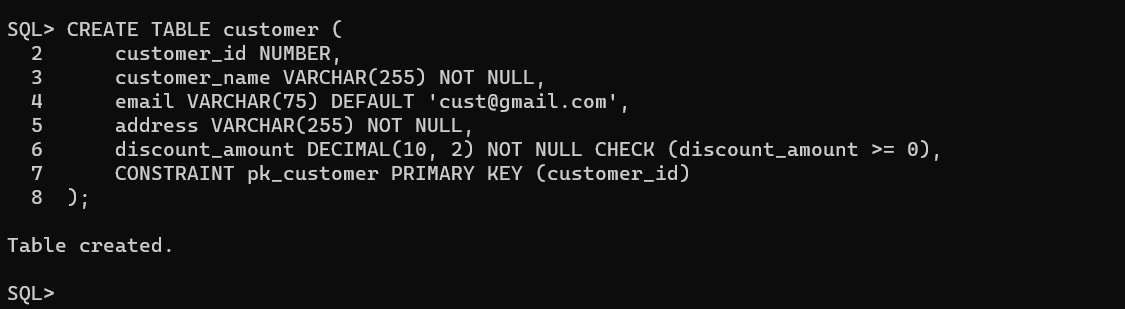 SQL> CREATE TABLE customer (
  2      customer_id NUMBER,
  3      customer_name VARCHAR(255) NOT NULL,
  4      email VARCHAR(75) DEFAULT 'cust@gmail.com',
  5      address VARCHAR(255) NOT NULL,
  6      discount_amount DECIMAL(10, 2) NOT NULL CHECK (discount_amount >= 0),
  7      CONSTRAINT pk_customer PRIMARY KEY (customer_id)
  8  );
Table created.
SQL>